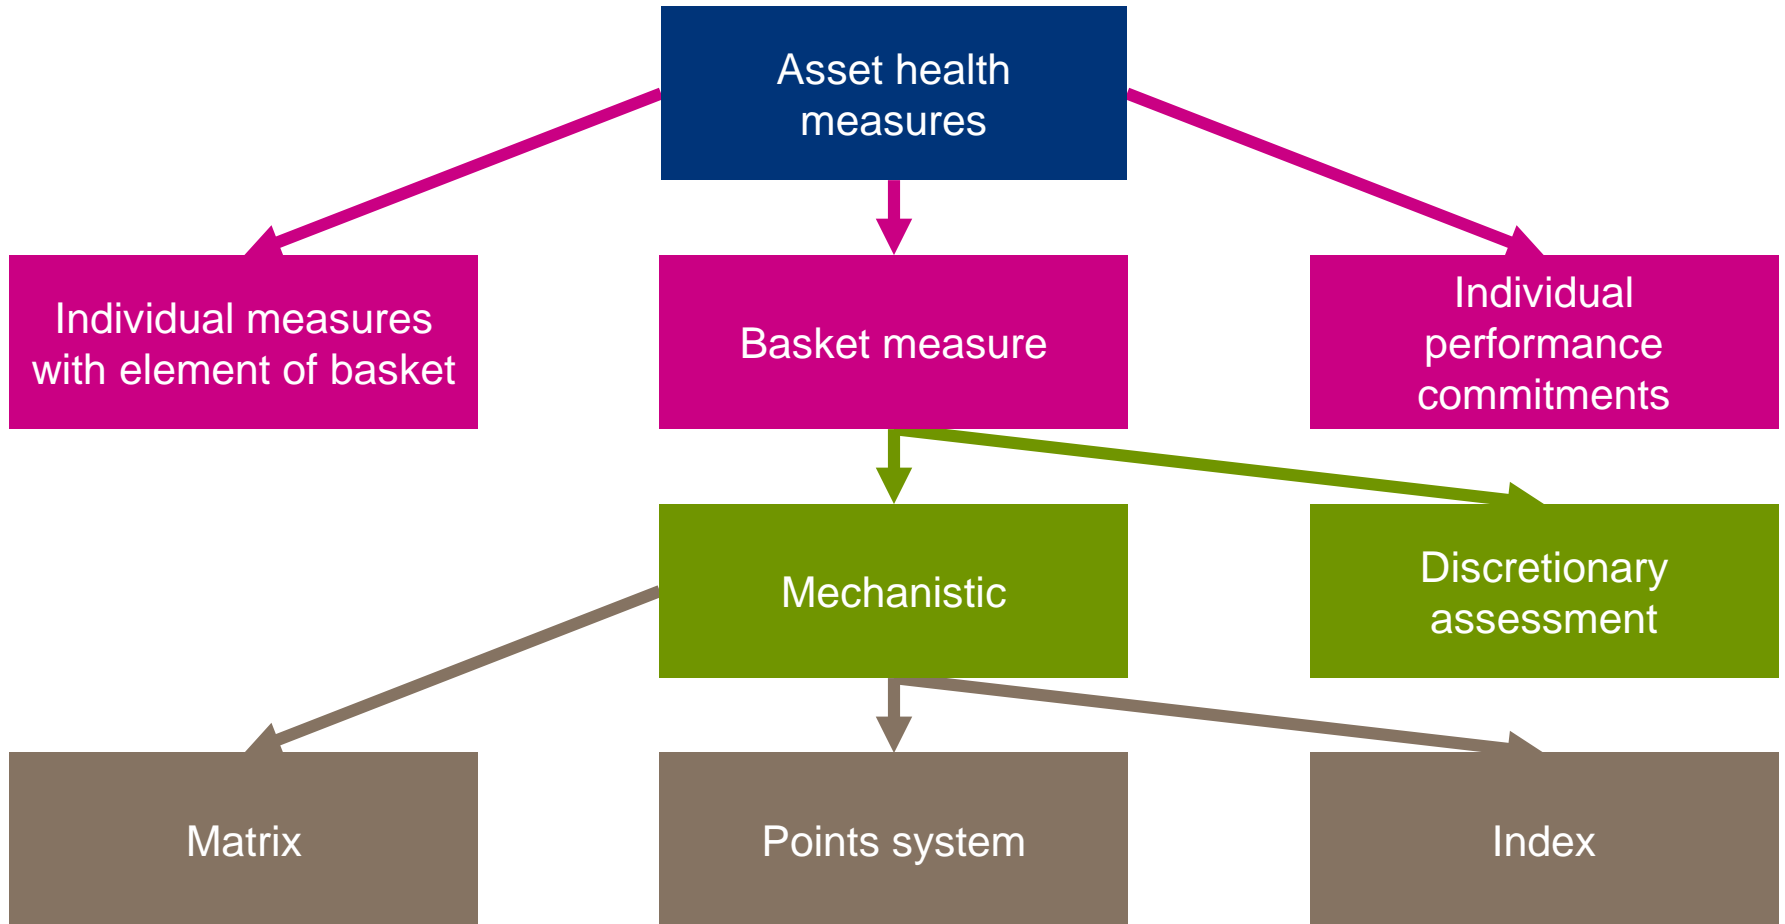 Asset health
measures
Individual measures
with element of basket
Basket measure
Individual
performance
commitments
Mechanistic
Discretionary
assessment
Matrix
Points system
Index